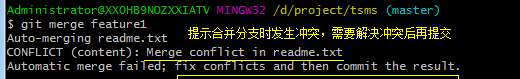 Administrator@XXOHB9NOZXXIATV MINGW32 /d/project/tsms (master)
$ git merge feature1
Auto-merging readme.txt 提示合并分支时发生冲突，需要解决冲突后再提交
CONFLICT (content): Merge conflict in readme.txt
Automatic merge failed; fix conflicts and then commit the result.